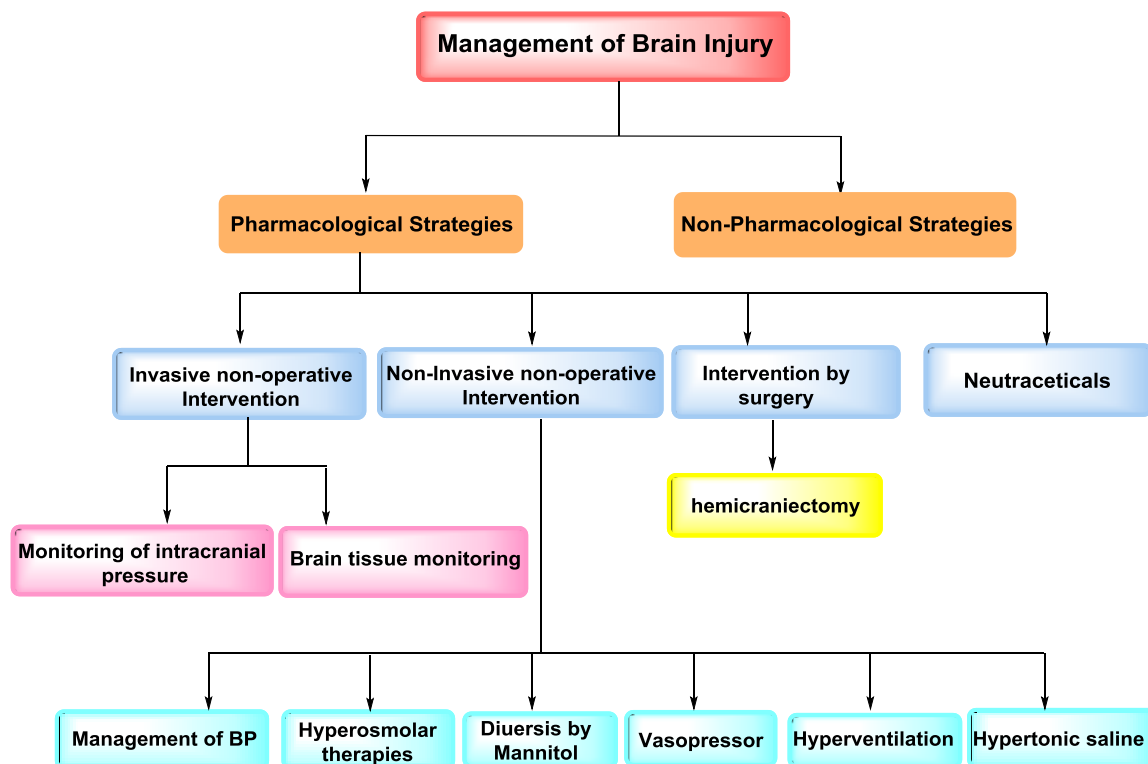 Management of Brain Injury
Pharmacological Strategies
Non-Pharmacological Strategies
Invasive non-operative
Intervention
Non-Invasive non-operative
Intervention
Intervention by
surgery
Neutraceticals
hemicraniectomy
Monitoring of intracranial
pressure
Brain tissue monitoring
Management of BP
Hyperosmolar
therapies
Diuersis by
Mannitol
Vasopressor
Hyperventilation
Hypertonic saline